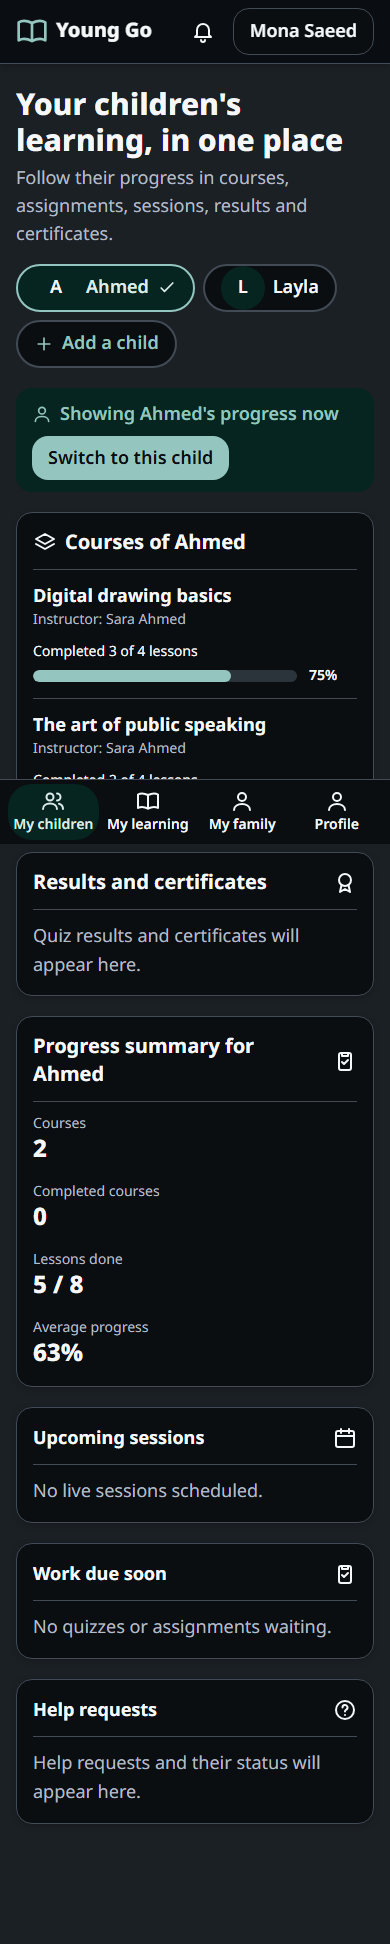 Young Go
Mona Saeed
Your children's
learning, in one place
Follow their progress in courses,
assignments, sessions, results and
certificates.
A Ahmed
L Layla
Add a child
Showing Ahmed's progress now
Switch to this child
Courses of Ahmed
Digital drawing basics
Instructor: Sara Ahmed
Completed 3 of 4 lessons
75%
The art of public speaking
Instructor: Sara Ahmed
Completed 2 of 4 lessons
My children
My learning
My family
Profile
Results and certificates
Quiz results and certificates will
appear here.
Progress summary for
Ahmed
Courses
2
Completed courses
0
Lessons done
5 / 8
Average progress
63%
Upcoming sessions
No live sessions scheduled.
Work due soon
No quizzes or assignments waiting.
Help requests
Help requests and their status will
appear here.